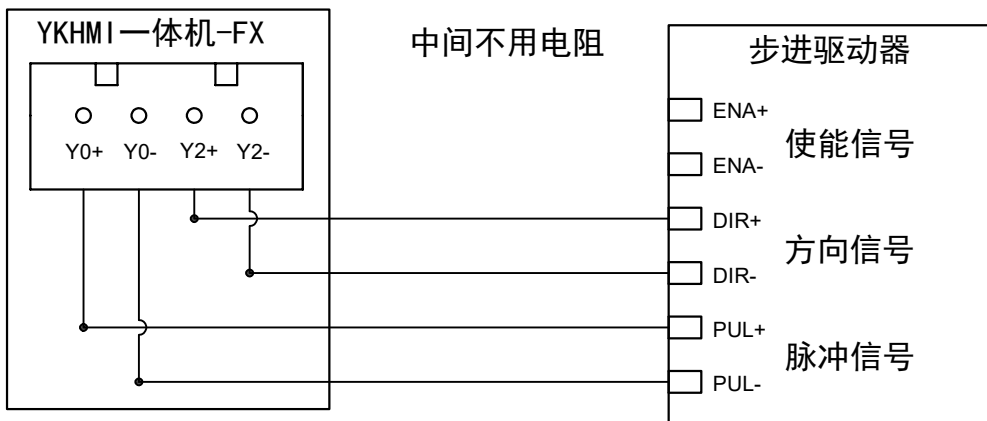 YKHMI一体机-FX
中间不用电阻
步进驱动器
Y0+ Y0- Y2+ Y2-
ENA+
使能信号
ENA-
DIR+
方向信号
DIR-
PUL+
脉冲信号
PUL-